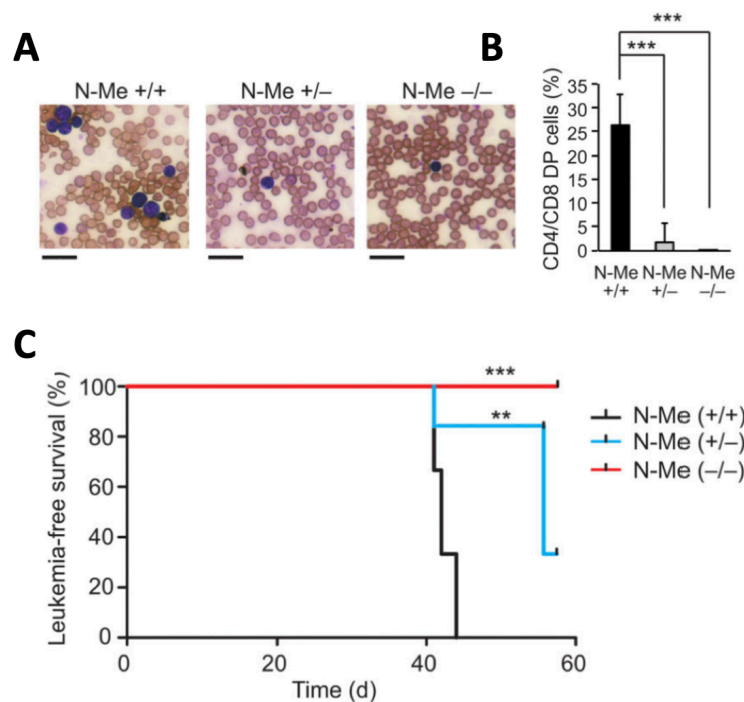 A
N-Me +/+
N-Me +/–
N-Me –/–
B
***
***
CD4/CD8 DP cells (%)
35
30
25
20
15
10
5
0
N-Me N-Me N-Me
+/+ +/– –/–
C
Leukemia-free survival (%)
100
80
60
40
20
0
***
**
0 20 40 60
Time (d)
N-Me (+/+)
N-Me (+/–)
N-Me (–/–)